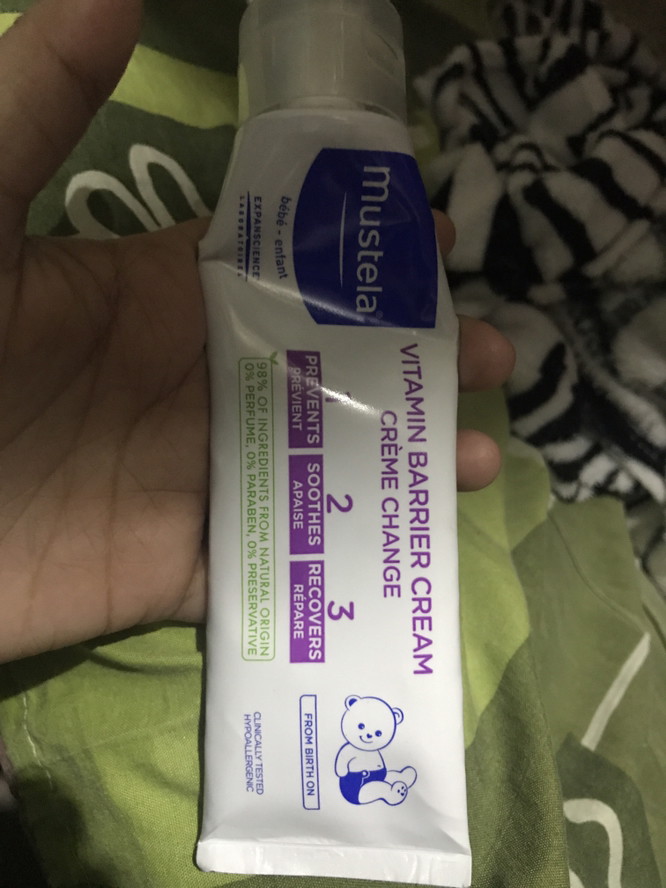 mustela
bébé - enfant
EXPANSCIENCE
LABORATOIRES
VITAMIN BARRIER CREAM
CRÈME CHANGE
1
PREVENTS
PRÉVIENT
2
SOOTHES
APAISE
3
RECOVERS
RÉPARE
98% OF INGREDIENTS FROM NATURAL ORIGIN
0% PERFUME, 0% PARABEN, 0% PRESERVATIVE
FROM BIRTH ON
CLINICALLY TESTED
HYPOALLERGENIC